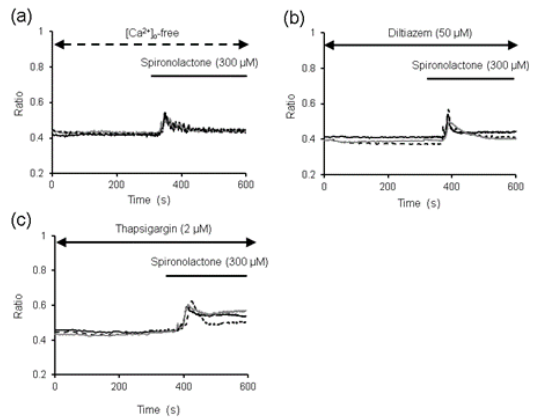 (a)
[Ca²⁺]ₒ-free
Spironolactone (300 µM)
1
0.8
0.6
0.4
0.2
Ratio
0 200 400 600
Time (s)
(b)
Diltiazem (50 µM)
Spironolactone (300 µM)
1
0.8
0.6
0.4
0.2
Ratio
0 200 400 600
Time (s)
(c)
Thapsigargin (2 µM)
Spironolactone (300 µM)
1
0.8
0.6
0.4
0.2
Ratio
0 200 400 600
Time (s)